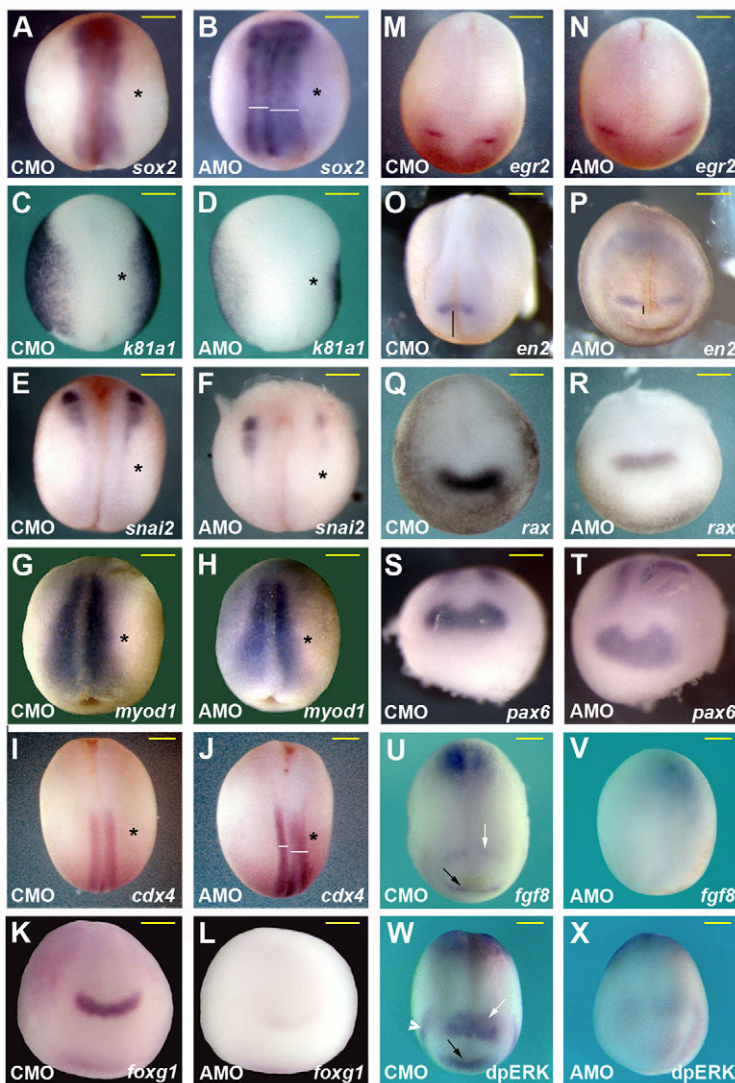 A
*
CMO sox2
B
*
AMO sox2
M
CMO egr2
N
AMO egr2
C
*
CMO k81a1
D
*
AMO k81a1
O
CMO en2
P
AMO en2
E
*
CMO snai2
F
*
AMO snai2
Q
CMO rax
R
AMO rax
G
*
CMO myod1
H
*
AMO myod1
S
CMO pax6
T
AMO pax6
I
*
CMO cdx4
J
*
AMO cdx4
U
CMO fgf8
V
AMO fgf8
K
CMO foxg1
L
AMO foxg1
W
CMO dpERK
X
AMO dpERK